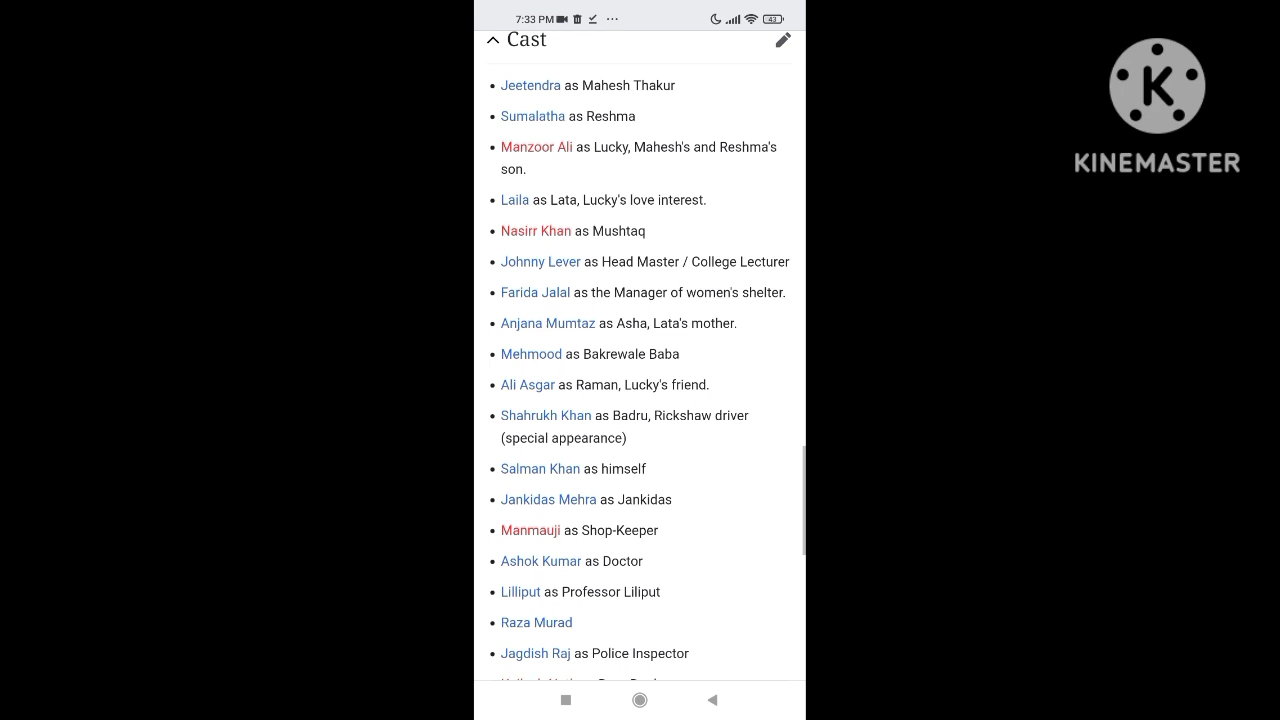 7:33 PM
43
Cast
K
KINEMASTER
• Jeetendra as Mahesh Thakur
• Sumalatha as Reshma
• Manzoor Ali as Lucky, Mahesh's and Reshma's
son.
• Laila as Lata, Lucky's love interest.
• Nasirr Khan as Mushtaq
• Johnny Lever as Head Master / College Lecturer
• Farida Jalal as the Manager of women's shelter.
• Anjana Mumtaz as Asha, Lata's mother.
• Mehmood as Bakrewale Baba
• Ali Asgar as Raman, Lucky's friend.
• Shahrukh Khan as Badru, Rickshaw driver
(special appearance)
• Salman Khan as himself
• Jankidas Mehra as Jankidas
• Manmauji as Shop-Keeper
• Ashok Kumar as Doctor
• Lilliput as Professor Liliput
• Raza Murad
• Jagdish Raj as Police Inspector